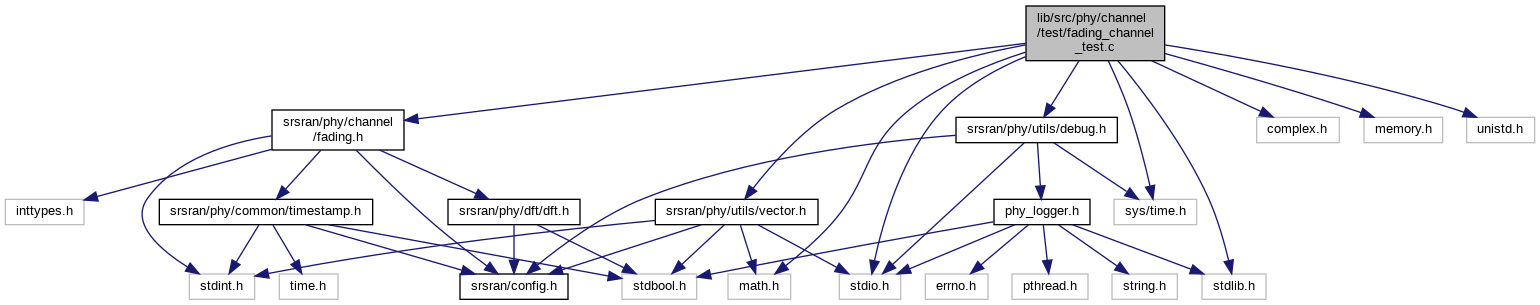 lib/src/phy/channel
/test/fading_channel
_test.c
srsran/phy/channel
/fading.h
srsran/phy/utils/debug.h
complex.h
memory.h
unistd.h
inttypes.h
srsran/phy/common/timestamp.h
srsran/phy/dft/dft.h
srsran/phy/utils/vector.h
phy_logger.h
sys/time.h
stdint.h
time.h
srsran/config.h
stdbool.h
math.h
stdio.h
errno.h
pthread.h
string.h
stdlib.h